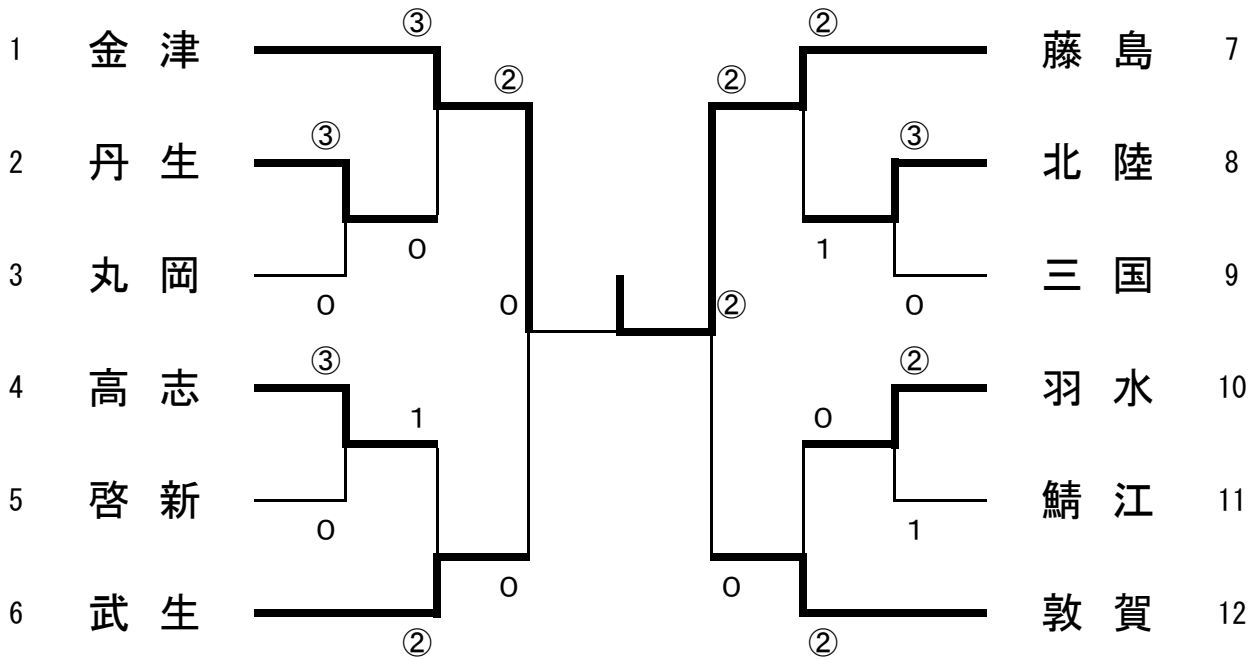 ③ ②
1 金 津 藤 島 7
② ②
③ ③
2 丹 生 北 陸 8
0 1
3 丸 岡 三 国 9
0 0 ② 0
③ ②
4 高 志 羽 水 10
1 0
5 啓 新 鯖 江 11
0 1
0 0
6 武 生 敦 賀 12
② ②